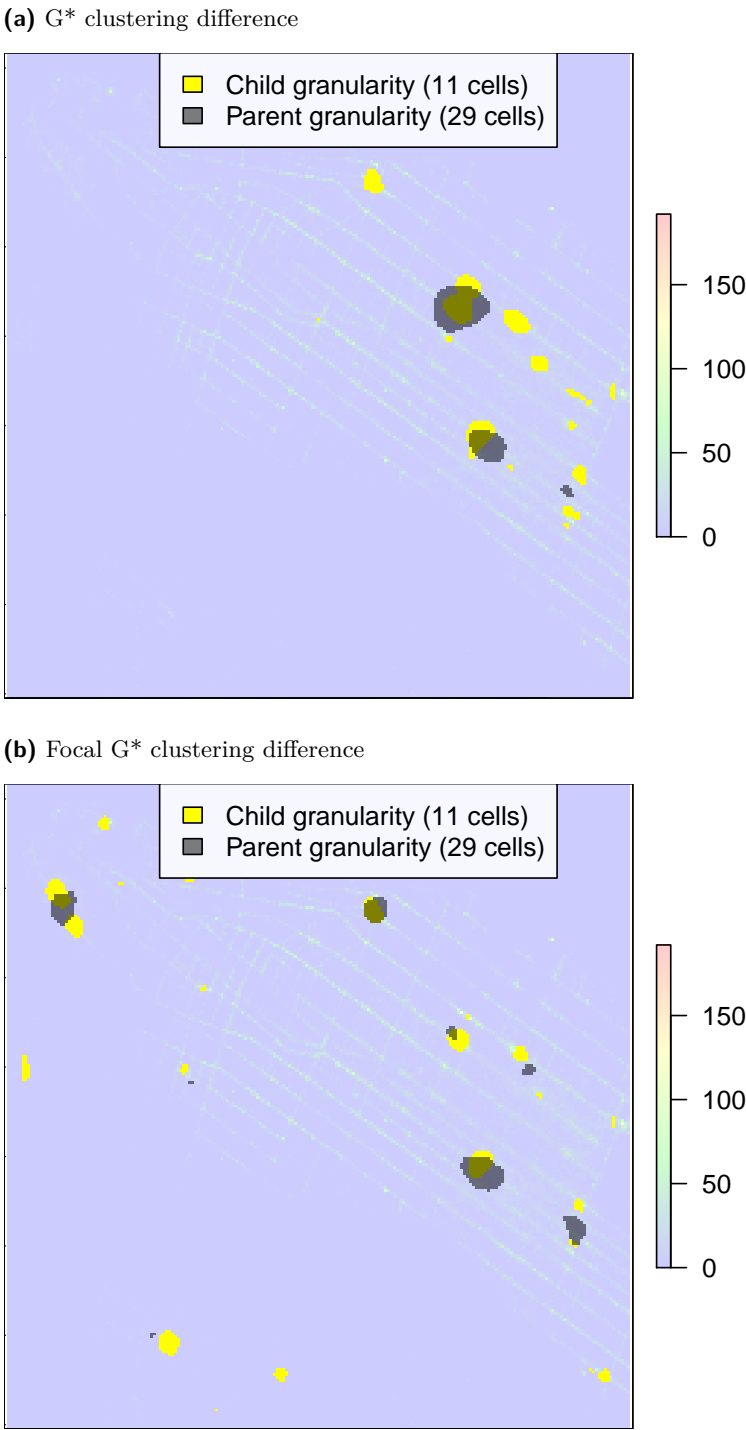 (a) G* clustering difference
Child granularity (11 cells)
Parent granularity (29 cells)
150
100
50
0
(b) Focal G* clustering difference
Child granularity (11 cells)
Parent granularity (29 cells)
150
100
50
0